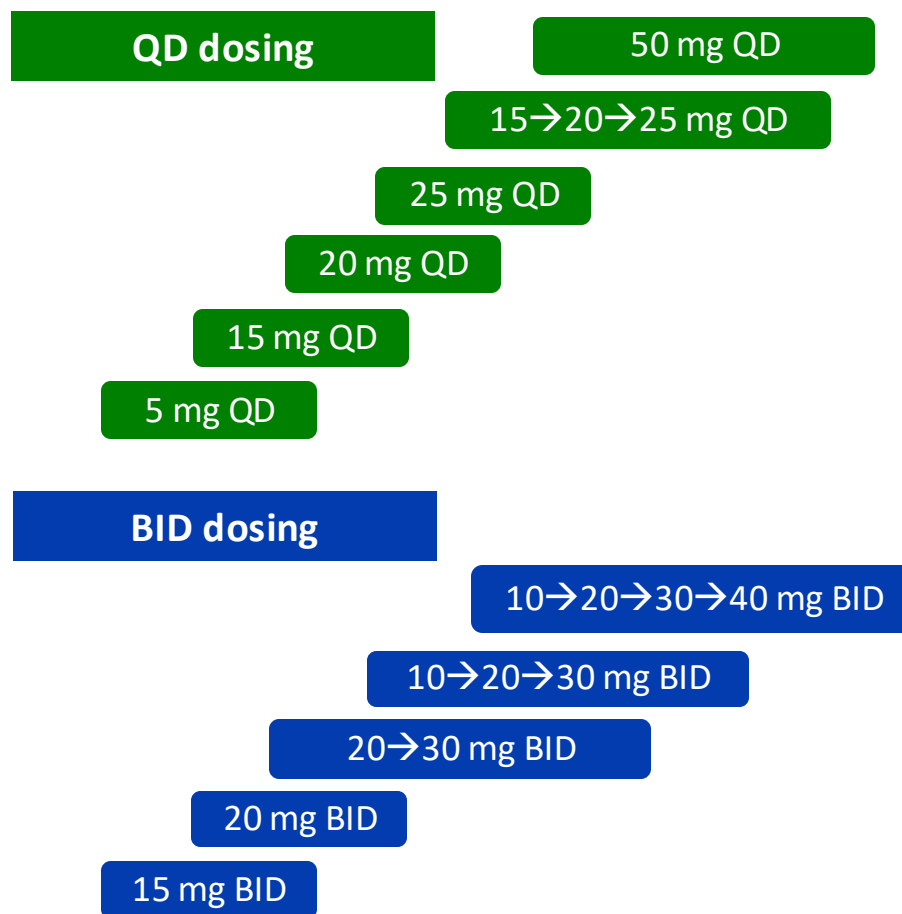 QD dosing
50 mg QD
15→20→25 mg QD
25 mg QD
20 mg QD
15 mg QD
5 mg QD
BID dosing
10→20→30→40 mg BID
10→20→30 mg BID
20→30 mg BID
20 mg BID
15 mg BID